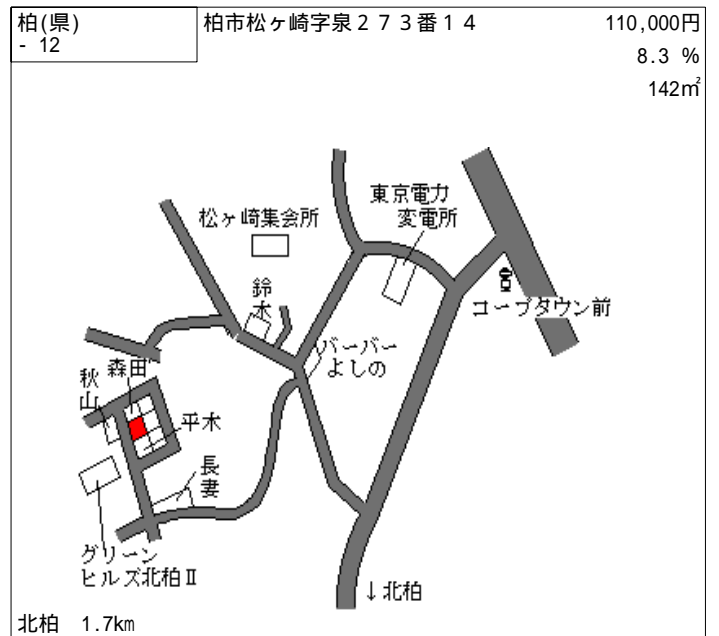 柏(県)
- 12
柏市松ヶ崎字泉２７３番１４
110,000円
8.3 %
142㎡
東京電力
変電所
松ヶ崎集会所
鈴木
コープタウン前
バーバー
よしの
森田
秋山
平木
長妻
グリーン
ヒルズ北柏Ⅱ
↓北柏
北柏 1.7km